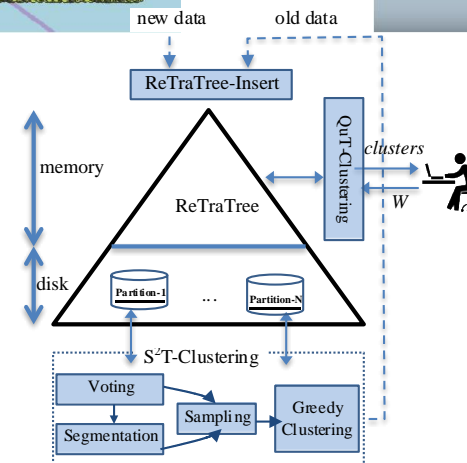 new data old data
ReTraTree-Insert
QuT-Clustering
clusters
memory
W
ReTraTree
disk
Partition-1 ... Partition-N
S²T-Clustering
Voting
Sampling
Greedy
Clustering
Segmentation